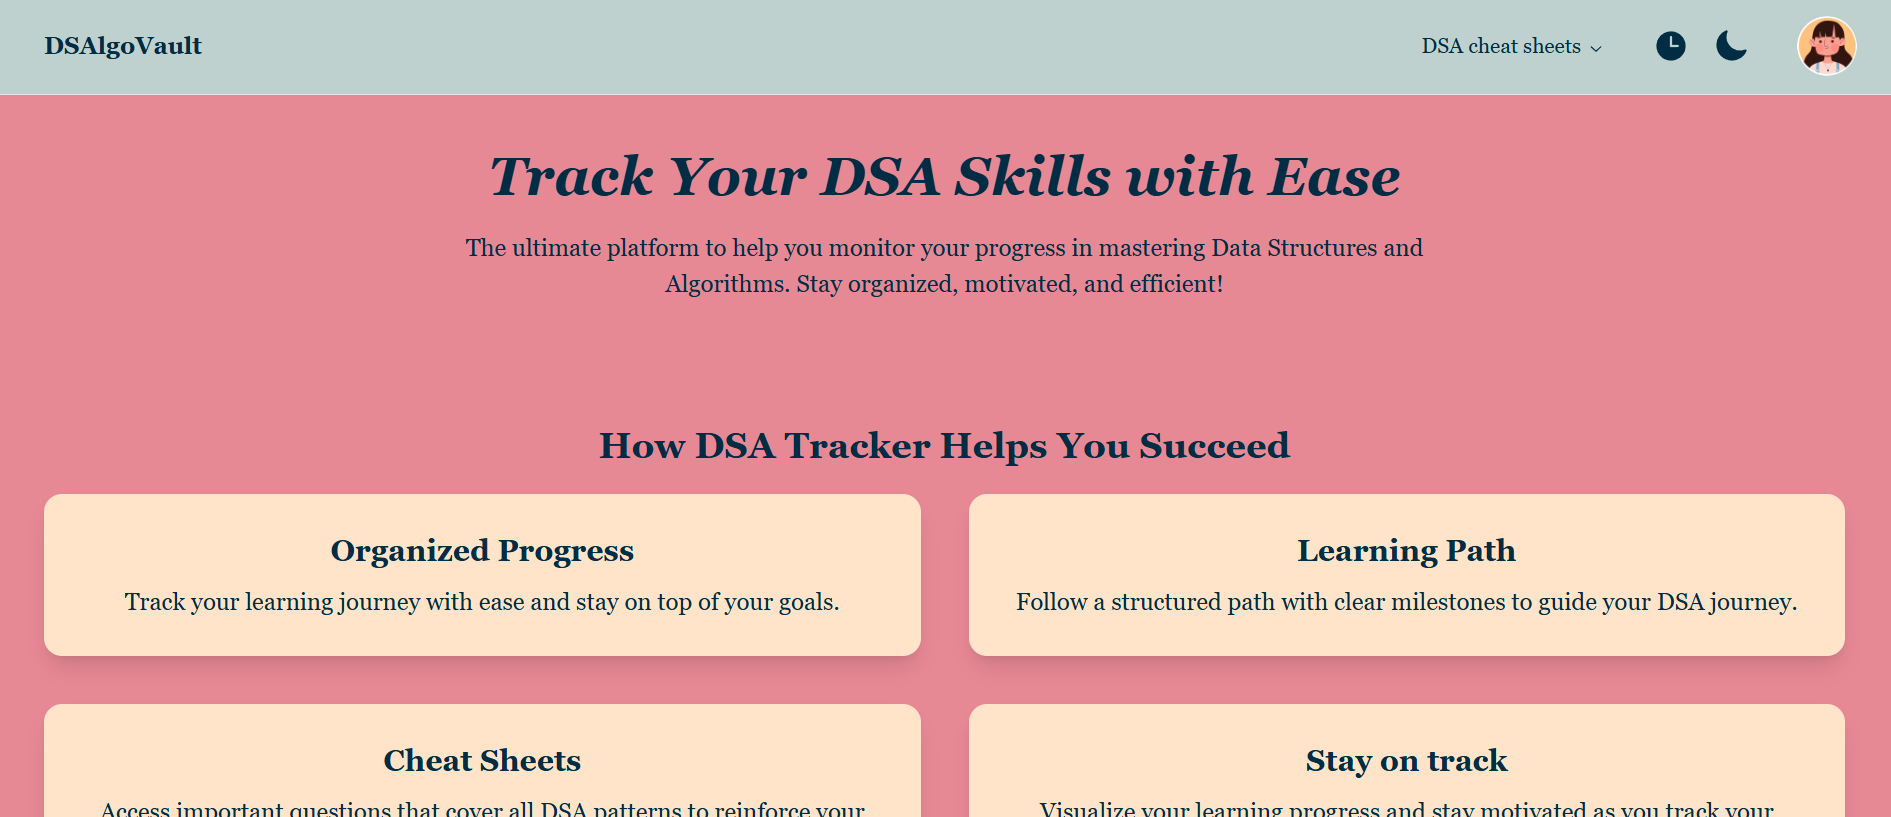 DSAlgoVault
DSA cheat sheets
Track Your DSA Skills with Ease
The ultimate platform to help you monitor your progress in mastering Data Structures and
Algorithms. Stay organized, motivated, and efficient!
How DSA Tracker Helps You Succeed
Organized Progress
Track your learning journey with ease and stay on top of your goals.
Learning Path
Follow a structured path with clear milestones to guide your DSA journey.
Cheat Sheets
Access important questions that cover all DSA patterns to reinforce your
Stay on track
Visualize your learning progress and stay motivated as you track your